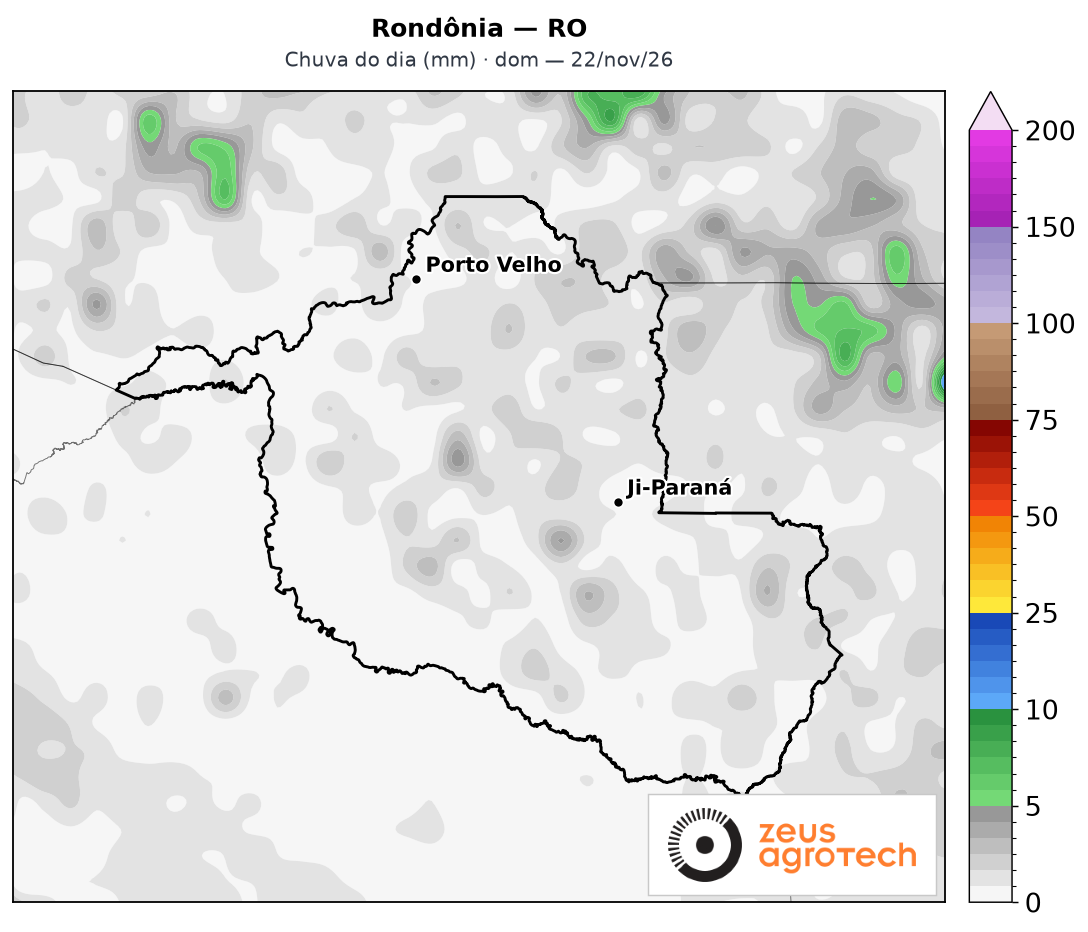 Rondônia — RO
Chuva do dia (mm) · dom — 22/nov/26
Porto Velho
Ji-Paraná
200
150
100
75
50
25
10
5
0
zeus
agrotech